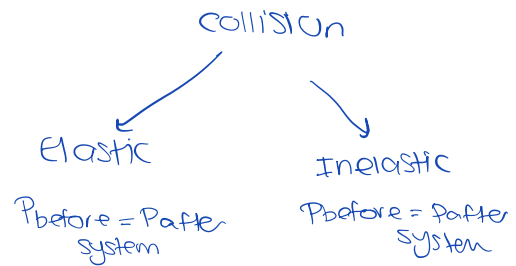 Collision
Elastic
Inelastic
Pbefore = Pafter
system
Pbefore = Pafter
system